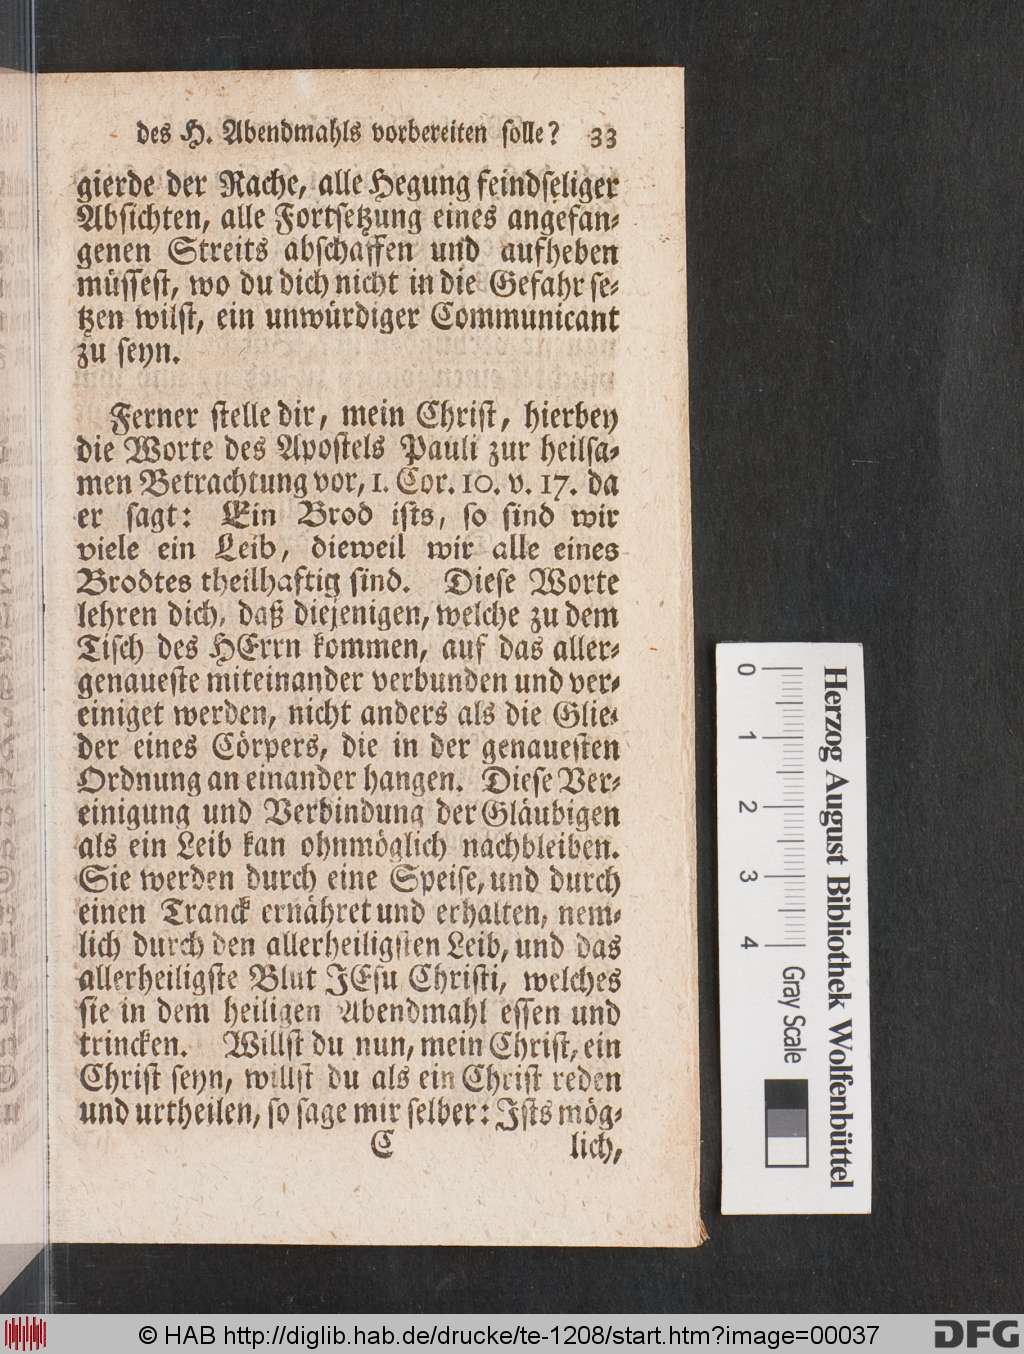 des H. Abendmahls vorbereiten solle? 33
gierde der Rache, alle Hegung feindseliger
Absichten, alle Fortsetzung eines angefan-
genen Streits abschaffen und aufheben
müssest, wo du dich nicht in die Gefahr se-
tzen wilst, ein unwürdiger Communicant
zu seyn.
Ferner stelle dir, mein Christ, hierbey
die Worte des Apostels Pauli zur heilsa-
men Betrachtung vor, 1. Cor. 10. v. 17. da
er sagt: Ein Brod ists, so sind wir
viele ein Leib, dieweil wir alle eines
Brodtes theilhaftig sind. Diese Worte
lehren dich, daß diejenigen, welche zu dem
Tisch des HErrn kommen, auf das aller-
genaueste miteinander verbunden und ver-
einiget werden, nicht anders als die Glie-
der eines Cörpers, die in der genauesten
Ordnung an einander hangen. Diese Ver-
einigung und Verbindung der Gläubigen
als ein Leib kan ohnmöglich nachbleiben.
Sie werden durch eine Speise, und durch
einen Tranck ernähret und erhalten, nem-
lich durch den allerheiligsten Leib, und das
allerheiligste Blut JEsu Christi, welches
sie in dem heiligen Abendmahl essen und
trincken. Willst du nun, mein Christ, ein
Christ seyn, willst du als ein Christ reden
und urtheilen, so sage mir selber: Ists mög-
C lich,
Herzog August Bibliothek Wolfenbüttel
0 1 2 3 4 Gray Scale
© HAB http://diglib.hab.de/drucke/te-1208/start.htm?image=00037
DFG